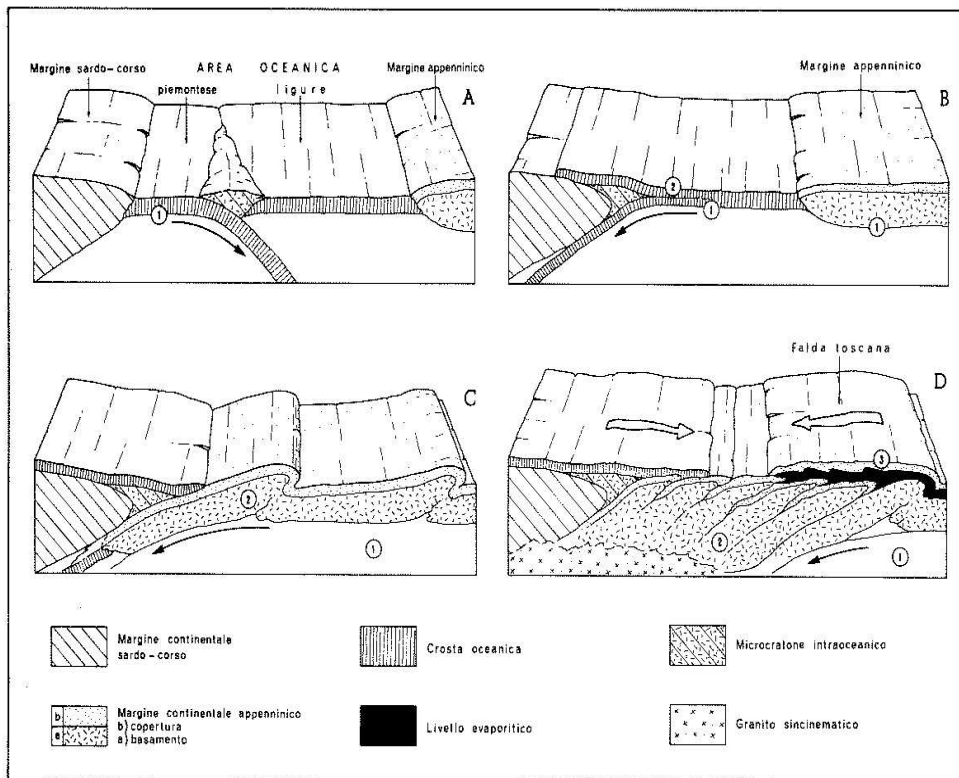 Margine sardo-corso
AREA OCEANICA
piemontese
ligure
Margine appenninico
A
1
Margine appenninico
B
2
1
1
C
2
1
Falda toscana
D
3
2
1
Margine continentale
sardo-corso
Crosta oceanica
Microcratone intraoceanico
b
a
Margine continentale appenninico
b) copertura
a) basamento
Livello evaporitico
Granito sincinematico